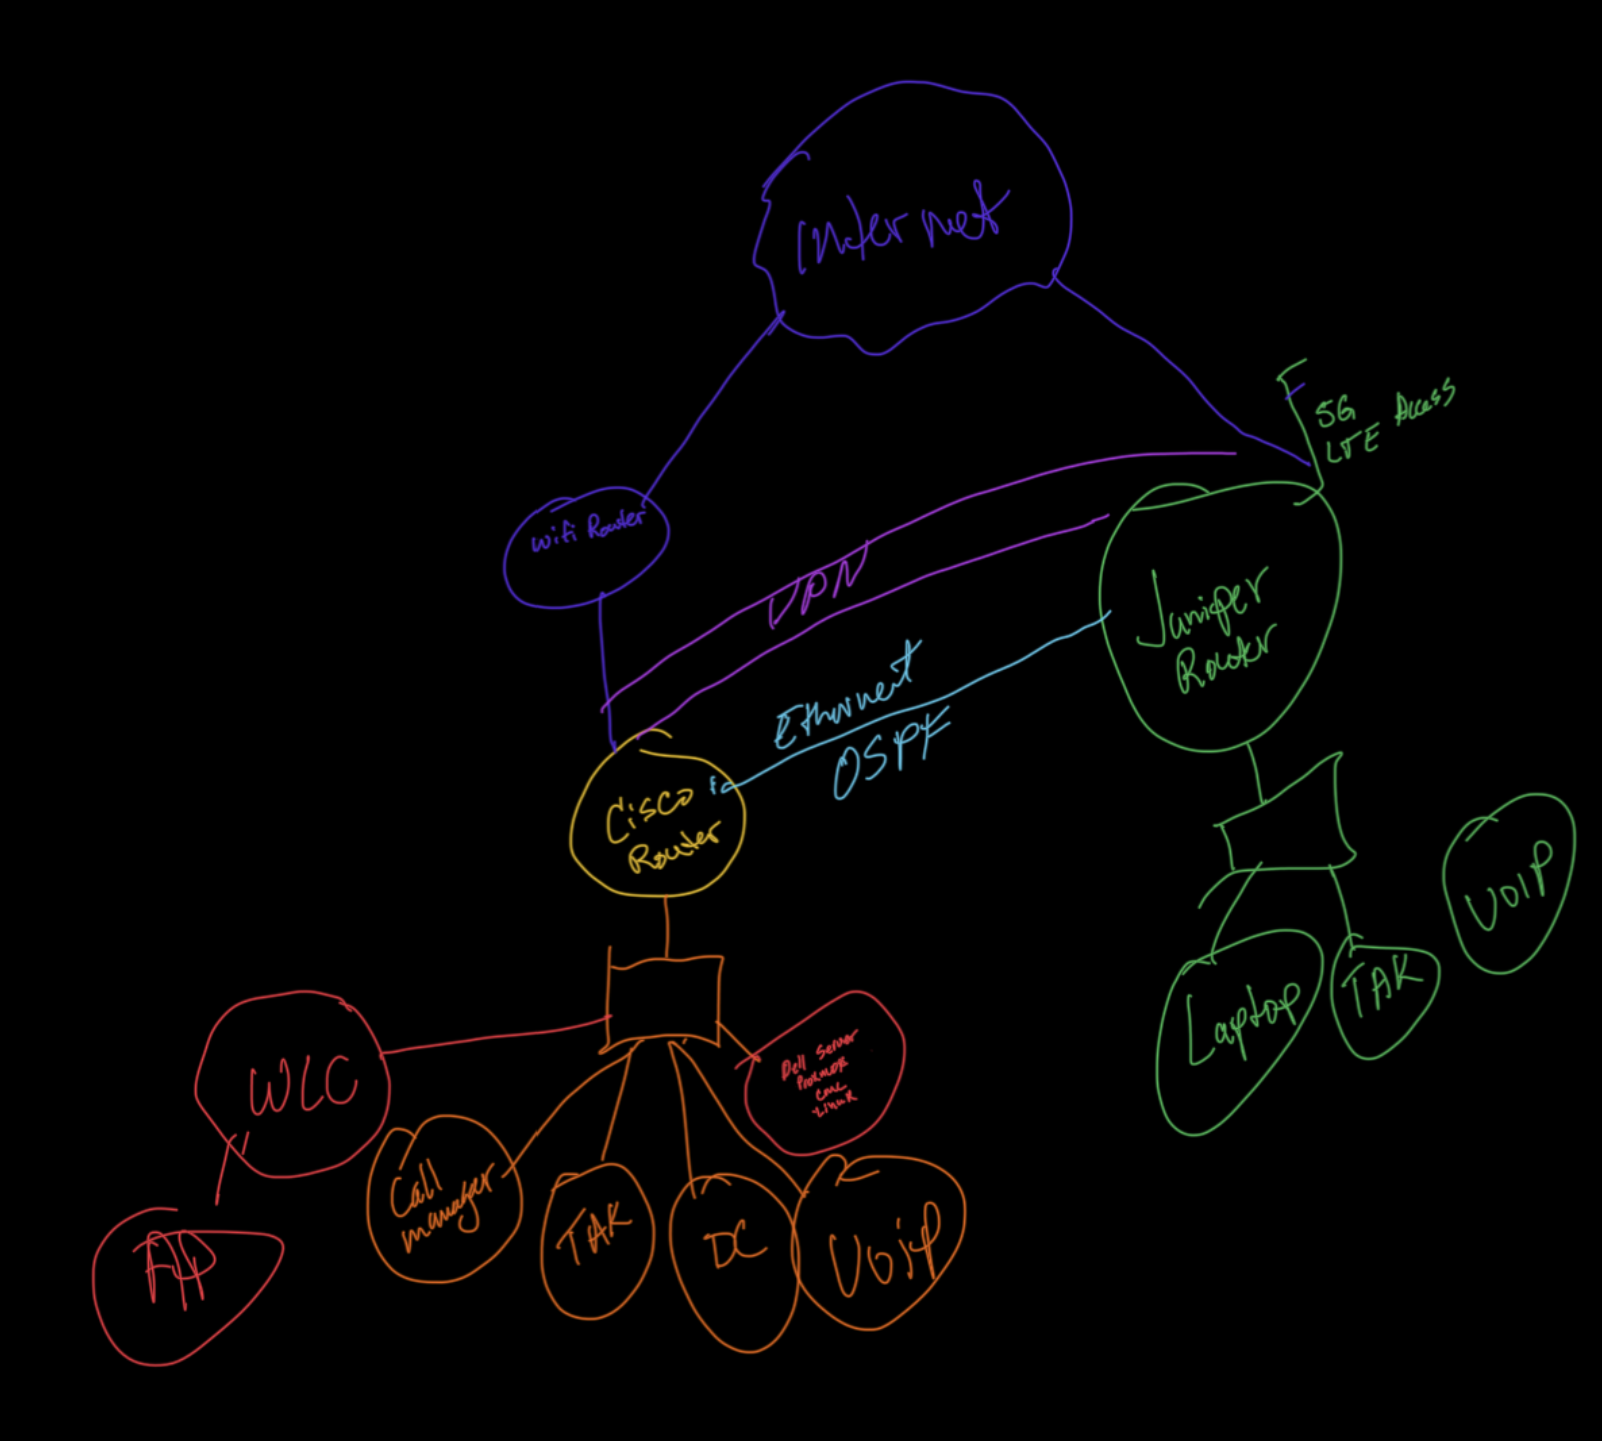 Internet
5G
LTE Access
Wifi Router
VPN
Juniper
Router
Ethernet
OSPF
Cisco
Router
VOIP
Laptop
TAK
WLC
Dell Server
Proxmox
Linux
Call
manager
TAK
DC
VoiP
AP